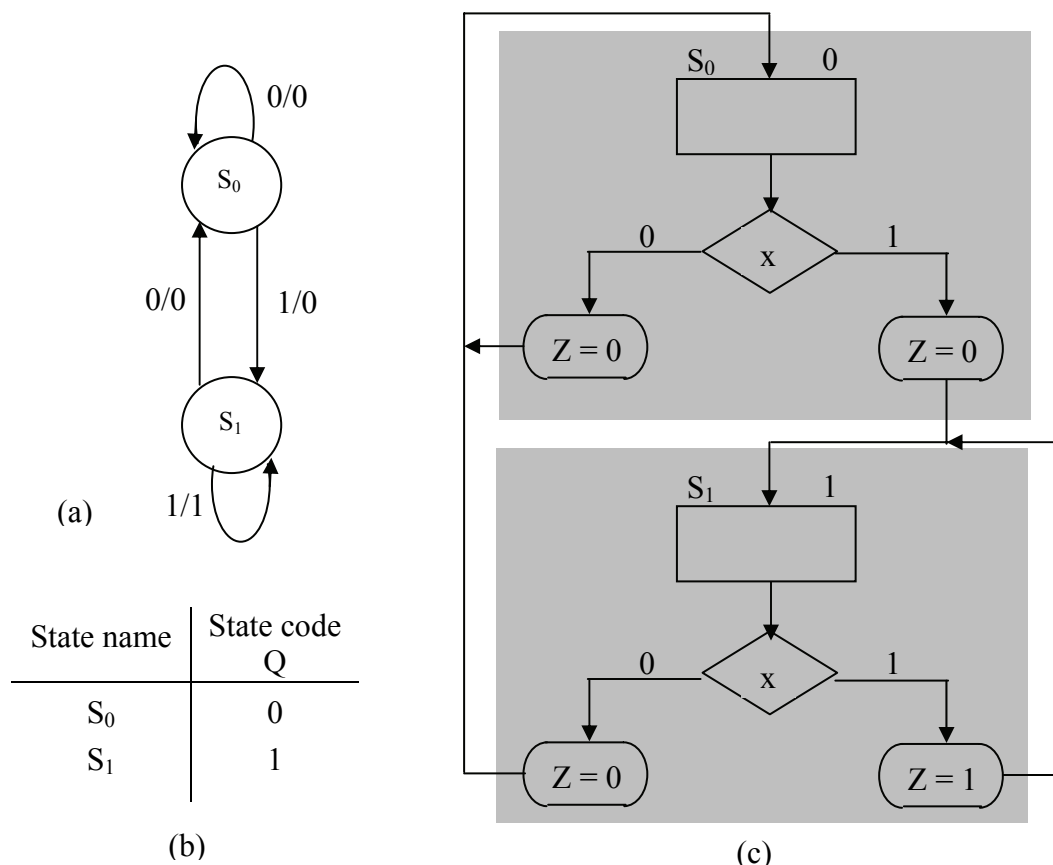 0/0
S₀
0/0 1/0
S₁
1/1
(a)
State name State code
Q
S₀ 0
S₁ 1
(b)
S₀ 0
0 x 1
Z = 0 Z = 0
S₁ 1
0 x 1
Z = 0 Z = 1
(c)